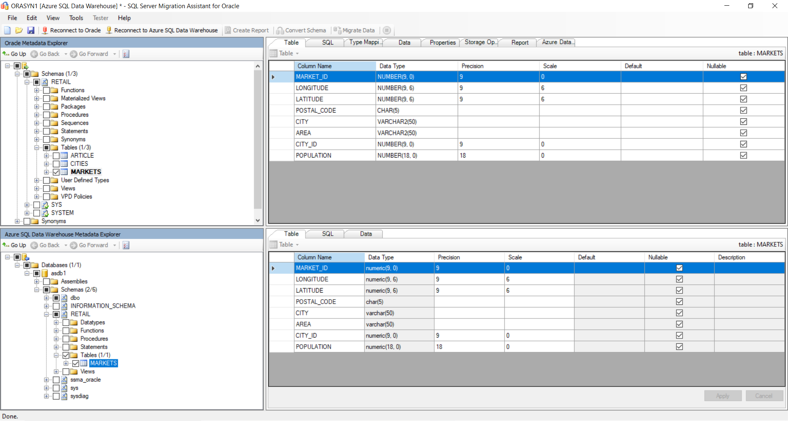 ORASYN1 [Azure SQL Data Warehouse] * - SQL Server Migration Assistant for Oracle
File Edit View Tools Tester Help
Reconnect to Oracle Reconnect to Azure SQL Data Warehouse Create Report Convert Schema Migrate Data
Oracle Metadata Explorer
Go Up Go Back Go Forward
Schemas (1/3)
RETAIL
Functions
Materialized Views
Packages
Procedures
Sequences
Statements
Synonyms
Tables (1/3)
ARTICLE
CITIES
MARKETS
User Defined Types
Views
VPD Policies
SYS
SYSTEM
Synonyms
Table SQL Type Mappi.. Data Properties Storage Op.. Report Azure Data..
Table table : MARKETS
Column Name Data Type Precision Scale Default Nullable
MARKET_ID NUMBER(9, 0) 9 0
LONGITUDE NUMBER(9, 6) 9 6
LATITUDE NUMBER(9, 6) 9 6
POSTAL_CODE CHAR(5)
CITY VARCHAR2(50)
AREA VARCHAR2(50)
CITY_ID NUMBER(9, 0) 9 0
POPULATION NUMBER(18, 0) 18 0
Azure SQL Data Warehouse Metadata Explorer
Go Up Go Back Go Forward
Databases (1/1)
asdb1
Assemblies
Schemas (2/6)
dbo
INFORMATION_SCHEMA
RETAIL
Datatypes
Functions
Procedures
Statements
Tables (1/1)
MARKETS
Views
ssma_oracle
sys
sysdiag
Table SQL Data
Table table : MARKETS
Column Name Data Type Precision Scale Default Nullable Description
MARKET_ID numeric(9, 0) 9 0
LONGITUDE numeric(9, 6) 9 6
LATITUDE numeric(9, 6) 9 6
POSTAL_CODE char(5)
CITY varchar(50)
AREA varchar(50)
CITY_ID numeric(9, 0) 9 0
POPULATION numeric(18, 0) 18 0
Apply Cancel
Done.